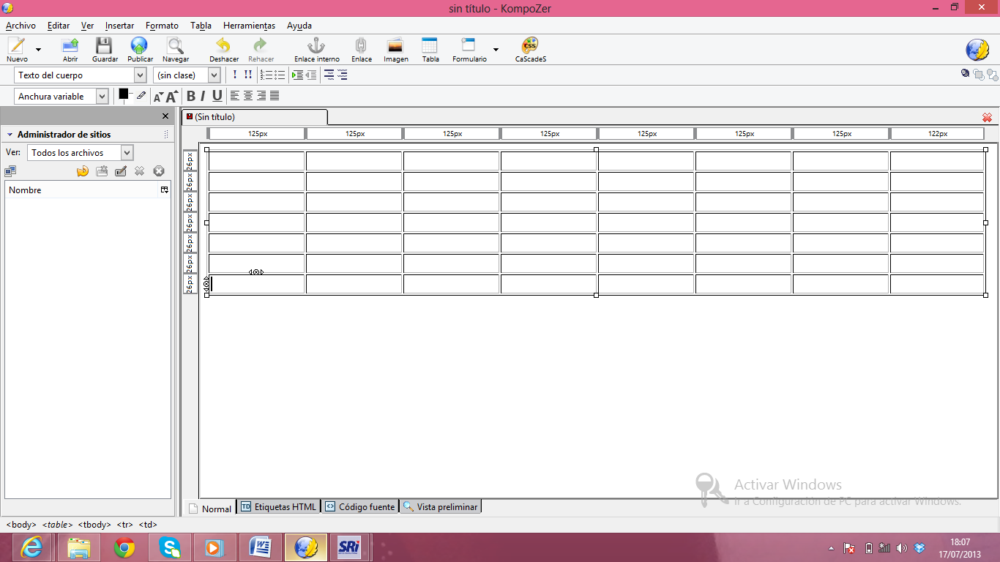 sin título - KompoZer
Archivo Editar Ver Insertar Formato Tabla Herramientas Ayuda
Nuevo Abrir Guardar Publicar Navegar Deshacer Rehacer Enlace interno Enlace Imagen Tabla Formulario CaScadeS
Texto del cuerpo (sin clase) ! !!
Anchura variable A A B I U
(Sin título)
Administrador de sitios
Ver: Todos los archivos
Nombre
125px 125px 125px 125px 125px 125px 125px 122px
26px
26px
26px
26px
26px
26px
26px
Activar Windows
Ir a Configuración de PC para activar Windows.
Normal TD Etiquetas HTML Código fuente Vista preliminar
<body> <table> <tbody> <tr> <td>
SRi
18:07
17/07/2013